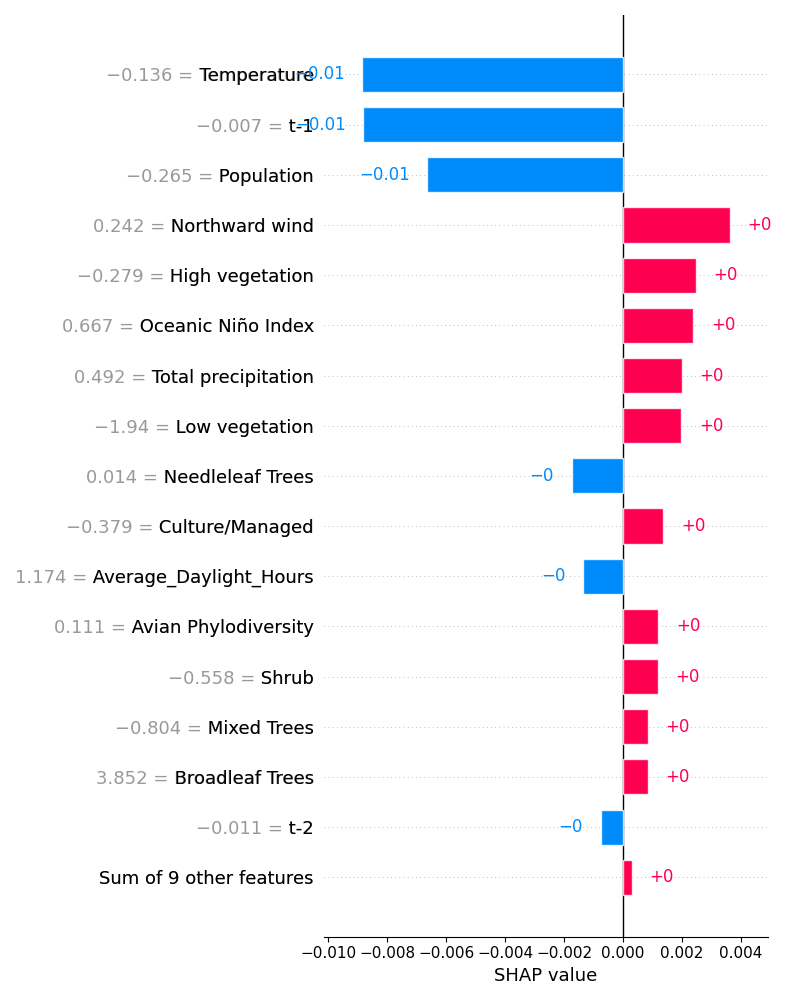 −0.136 = Temperature −0.01
−0.007 = t-1 −0.01
−0.265 = Population −0.01
0.242 = Northward wind +0
−0.279 = High vegetation +0
0.667 = Oceanic Niño Index +0
0.492 = Total precipitation +0
−1.94 = Low vegetation +0
0.014 = Needleleaf Trees −0
−0.379 = Culture/Managed +0
1.174 = Average_Daylight_Hours −0
0.111 = Avian Phylodiversity +0
−0.558 = Shrub +0
−0.804 = Mixed Trees +0
3.852 = Broadleaf Trees +0
−0.011 = t-2 −0
Sum of 9 other features +0
−0.010 −0.008 −0.006 −0.004 −0.002 0.000 0.002 0.004
SHAP value